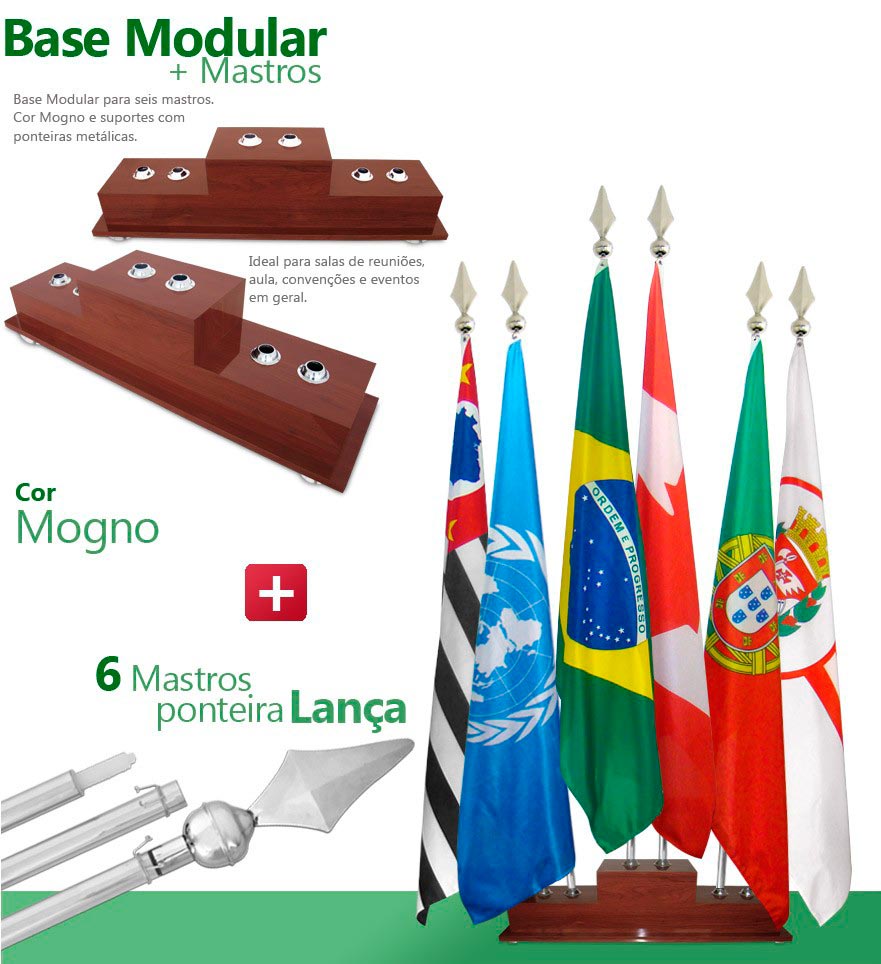 Base Modular
+ Mastros
Base Modular para seis mastros.
Cor Mogno e suportes com
ponteiras metálicas.
Ideal para salas de reuniões,
aula, convenções e eventos
em geral.
Cor
Mogno
6 Mastros
ponteira Lança
ORDEM E PROGRESSO